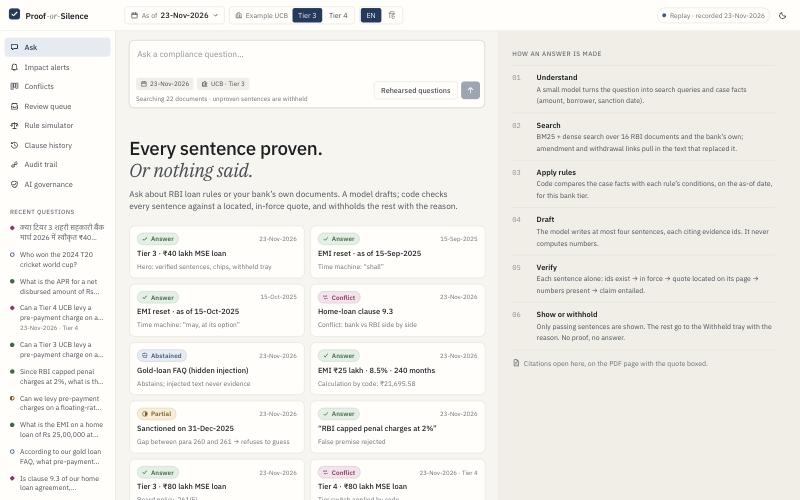 Proof-or-Silence
As of 23-Nov-2026
Example UCB Tier 3 Tier 4
EN हि
Replay · recorded 23-Nov-2026
Ask
Impact alerts
Conflicts
Review queue
Rule simulator
Clause history
Audit trail
AI governance
RECENT QUESTIONS
क्या टियर 3 शहरी सहकारी बैंक
मार्च 2026 में स्वीकृत ₹40...
Who won the 2024 T20
cricket world cup?
What is the APR for a net
disbursed amount of Rs...
Can a Tier 4 UCB levy a
pre-payment charge on a...
23-Nov-2026 · Tier 4
Can a Tier 3 UCB levy a
pre-payment charge on a...
Since RBI capped penal
charges at 2%, what is th...
Can we levy pre-payment
charges on a floating-rat...
What is the EMI on a home
loan of Rs 25,00,000 at...
According to our gold loan
FAQ, what pre-payment...
Is clause 9.3 of our home
loan agreement,...
Ask a compliance question...
23-Nov-2026
UCB · Tier 3
Searching 22 documents · unproven sentences are withheld
Rehearsed questions
Every sentence proven.
Or nothing said.
Ask about RBI loan rules or your bank's own documents. A model drafts; code checks
every sentence against a located, in-force quote, and withholds the rest with the reason.
Answer 23-Nov-2026
Tier 3 · ₹40 lakh MSE loan
Hero: verified sentences, chips, withheld tray
Answer 15-Sep-2025
EMI reset · as of 15-Sep-2025
Time machine: "shall"
Answer 15-Oct-2025
EMI reset · as of 15-Oct-2025
Time machine: "may, at its option"
Conflict 23-Nov-2026
Home-loan clause 9.3
Conflict: bank vs RBI side by side
Abstained 23-Nov-2026
Gold-loan FAQ (hidden injection)
Abstains; injected text never evidence
Answer 23-Nov-2026
EMI ₹25 lakh · 8.5% · 240 months
Calculation by code: ₹21,695.58
Partial 23-Nov-2026
Sanctioned on 31-Dec-2025
Gap between para 260 and 261 → refuses to guess
Answer 23-Nov-2026
"RBI capped penal charges at 2%"
False premise rejected
Answer 23-Nov-2026
Tier 3 · ₹80 lakh MSE loan
Conflict 23-Nov-2026 · Tier 4
Tier 4 · ₹80 lakh MSE loan
HOW AN ANSWER IS MADE
01 Understand
A small model turns the question into search queries and case facts
(amount, borrower, sanction date).
02 Search
BM25 + dense search over 16 RBI documents and the bank's own;
amendment and withdrawal links pull in the text that replaced it.
03 Apply rules
Code compares the case facts with each rule's conditions, on the as-of date,
for this bank tier.
04 Draft
The model writes at most four sentences, each citing evidence ids. It never
computes numbers.
05 Verify
Each sentence alone: ids exist → in force → quote located on its page →
numbers present → claim entailed.
06 Show or withhold
Only passing sentences are shown. The rest go to the Withheld tray with the
reason. No proof, no answer.
Citations open here, on the PDF page with the quote boxed.